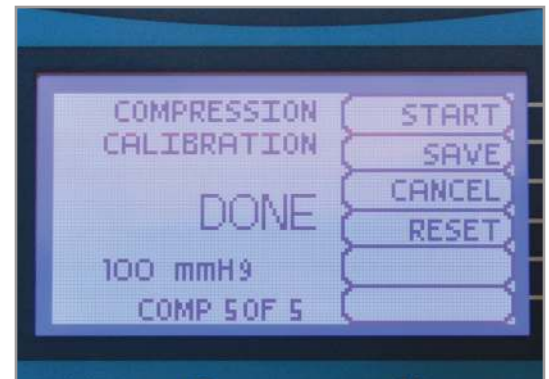 COMPRESSION
CALIBRATION
DONE
100 mmHg
COMP 5 OF 5
START
SAVE
CANCEL
RESET